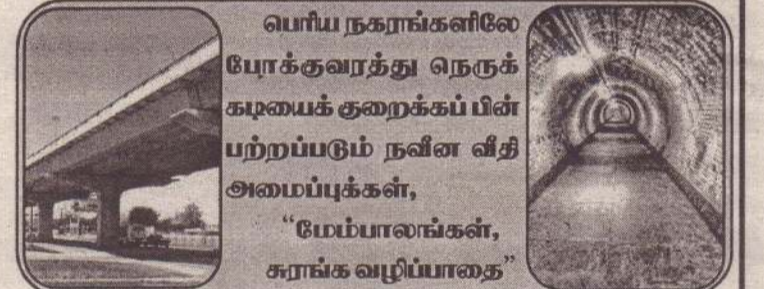 பெரிய நகரங்களிலே
போக்குவரத்து நெருக்
கடியைக் குறைக்கப் பின்
பற்றப்படும் நவீன வீதி
அமைப்புக்கள்,
“மேம்பாலங்கள்,
சுரங்க வழிப்பாதை”